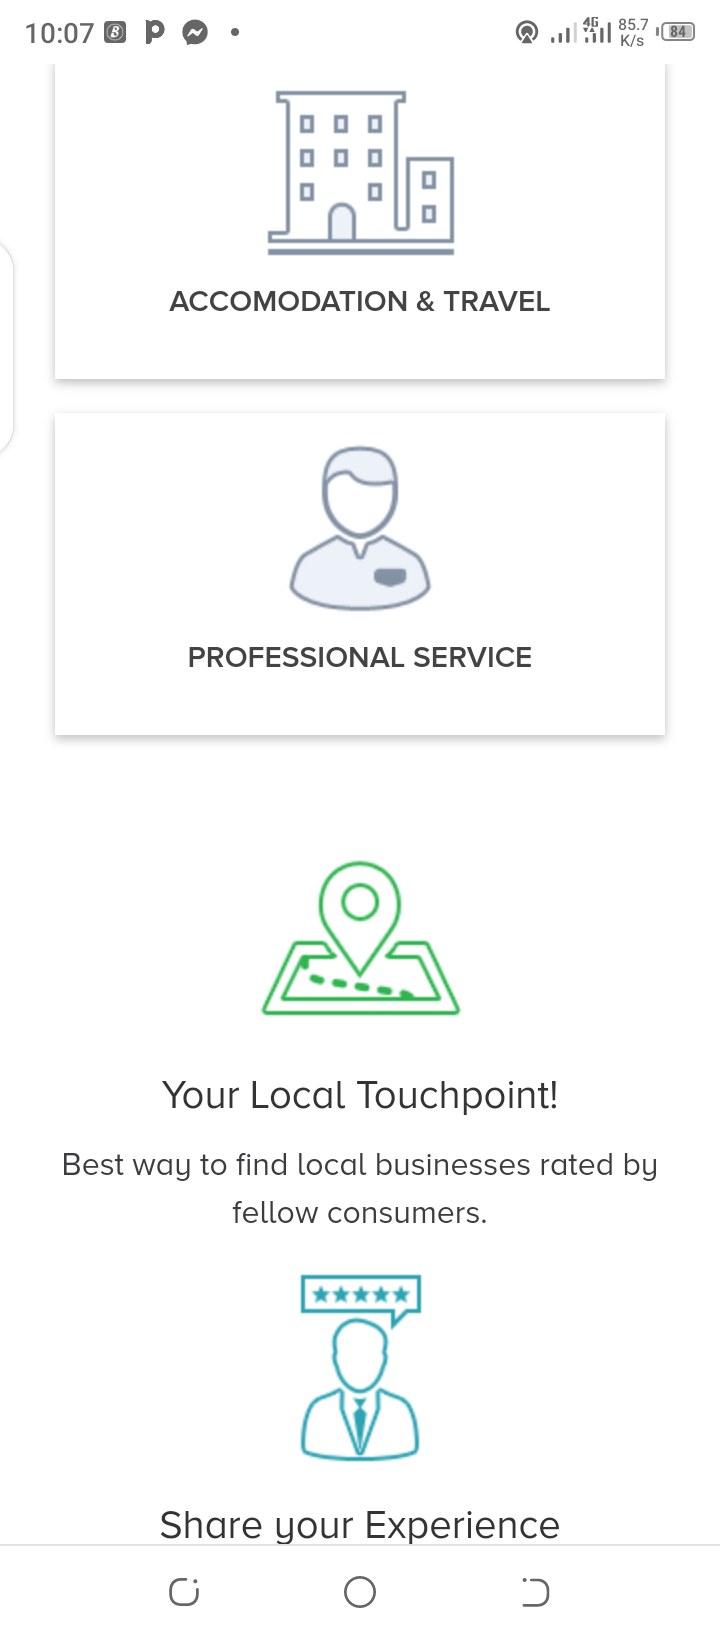 10:07
4G 85.7 K/s 84
ACCOMODATION & TRAVEL
PROFESSIONAL SERVICE
Your Local Touchpoint!
Best way to find local businesses rated by
fellow consumers.
Share your Experience